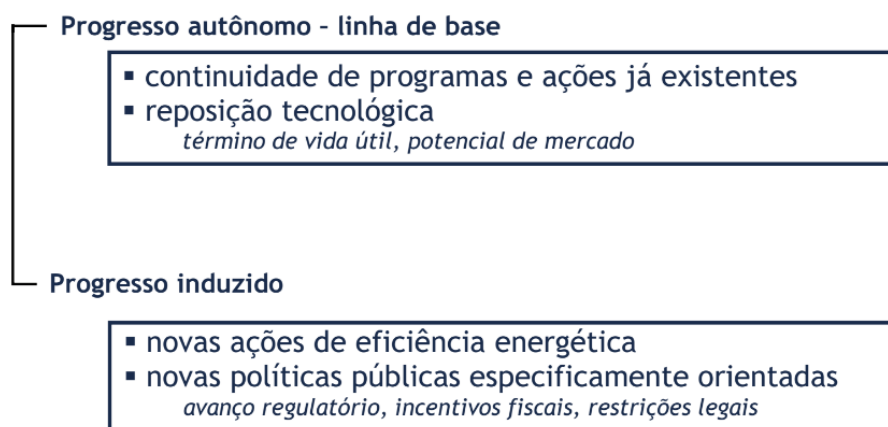 Progresso autônomo – linha de base
▪ continuidade de programas e ações já existentes
▪ reposição tecnológica
término de vida útil, potencial de mercado
Progresso induzido
▪ novas ações de eficiência energética
▪ novas políticas públicas especificamente orientadas
avanço regulatório, incentivos fiscais, restrições legais